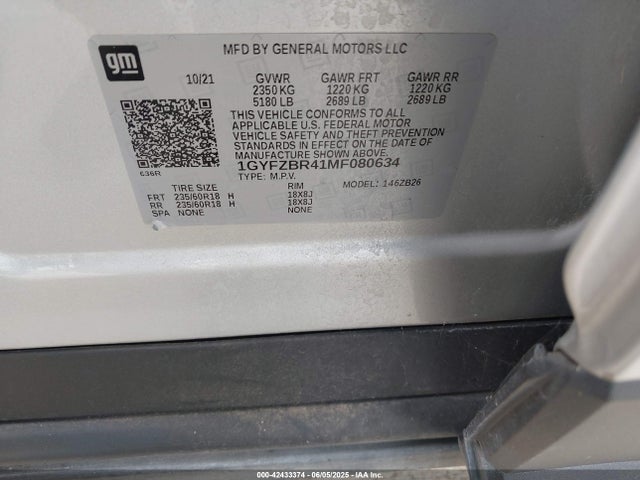 gm
MFD BY GENERAL MOTORS LLC
10/21 GVWR GAWR FRT GAWR RR
2350 KG 1220 KG 1220 KG
5180 LB 2689 LB 2689 LB
THIS VEHICLE CONFORMS TO ALL
APPLICABLE U.S. FEDERAL MOTOR
VEHICLE SAFETY AND THEFT PREVENTION
STANDARDS IN EFFECT ON THE DATE OF
MANUFACTURE SHOWN ABOVE.
636R
1GYFZBR41MF080634
TYPE: M.P.V. MODEL: 146ZB26
TIRE SIZE RIM
FRT 235/60R18 H 18X8J
RR 235/60R18 H 18X8J
SPA NONE NONE
000-42433374 - 06/05/2025 - IAA Inc.